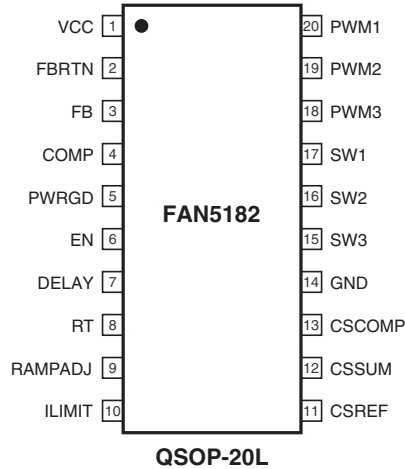 VCC 1 20 PWM1
FBRTN 2 19 PWM2
FB 3 18 PWM3
COMP 4 17 SW1
PWRGD 5 16 SW2
FAN5182
EN 6 15 SW3
DELAY 7 14 GND
RT 8 13 CSCOMP
RAMPADJ 9 12 CSSUM
ILIMIT 10 11 CSREF
QSOP-20L